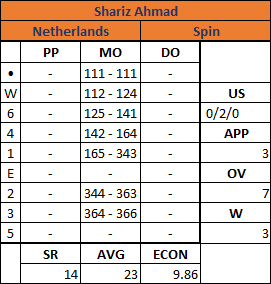 Shariz Ahmad
Netherlands Spin
PP MO DO
• - 111 - 111 -
W - 112 - 124 - US
6 - 125 - 141 - 0/2/0
4 - 142 - 164 - APP
1 - 165 - 343 - 3
E - - - OV
2 - 344 - 363 - 7
3 - 364 - 366 - W
5 - - - 3
SR AVG ECON
14 23 9.86